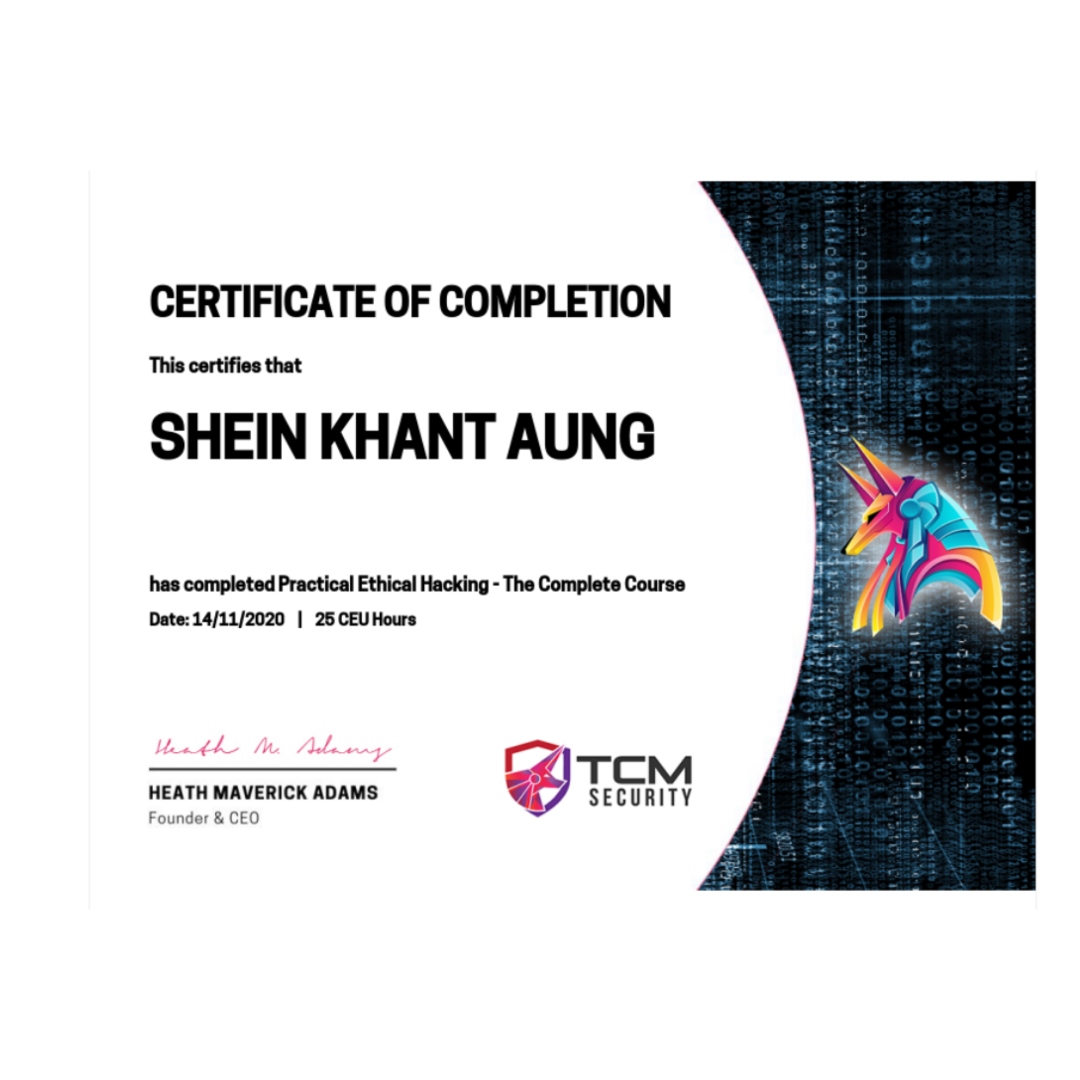 CERTIFICATE OF COMPLETION
This certifies that
SHEIN KHANT AUNG
has completed Practical Ethical Hacking - The Complete Course
Date: 14/11/2020 | 25 CEU Hours
Heath M. Adams
HEATH MAVERICK ADAMS
Founder & CEO
TCM
SECURITY